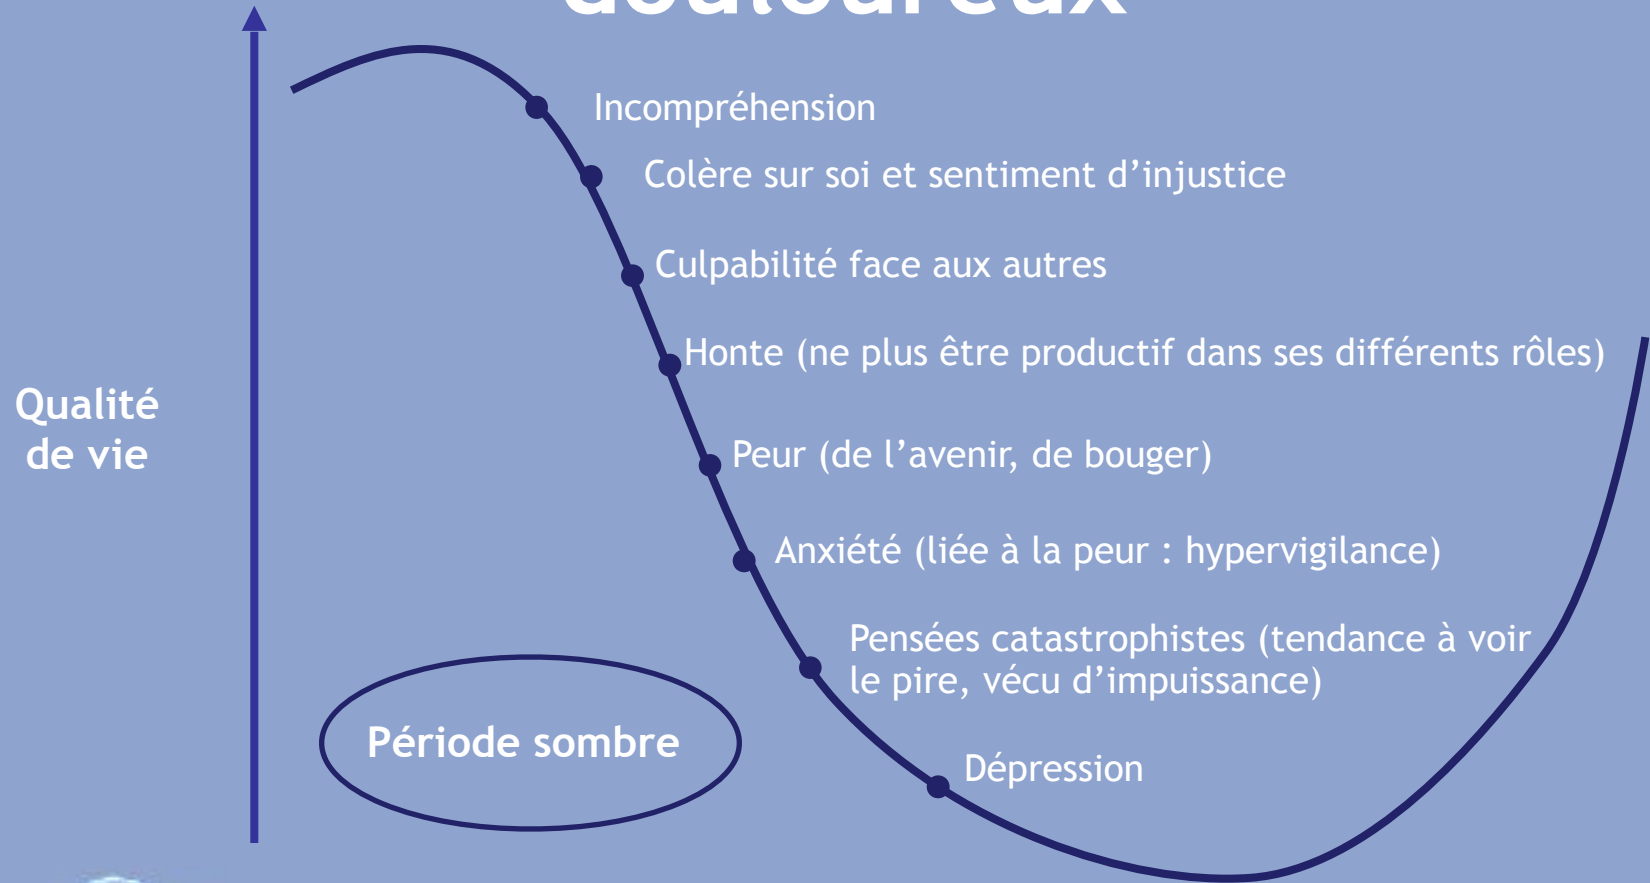 douloureux
Incompréhension
Colère sur soi et sentiment d’injustice
Culpabilité face aux autres
Honte (ne plus être productif dans ses différents rôles)
Qualité
de vie
Peur (de l’avenir, de bouger)
Anxiété (liée à la peur : hypervigilance)
Pensées catastrophistes (tendance à voir
le pire, vécu d’impuissance)
Période sombre
Dépression